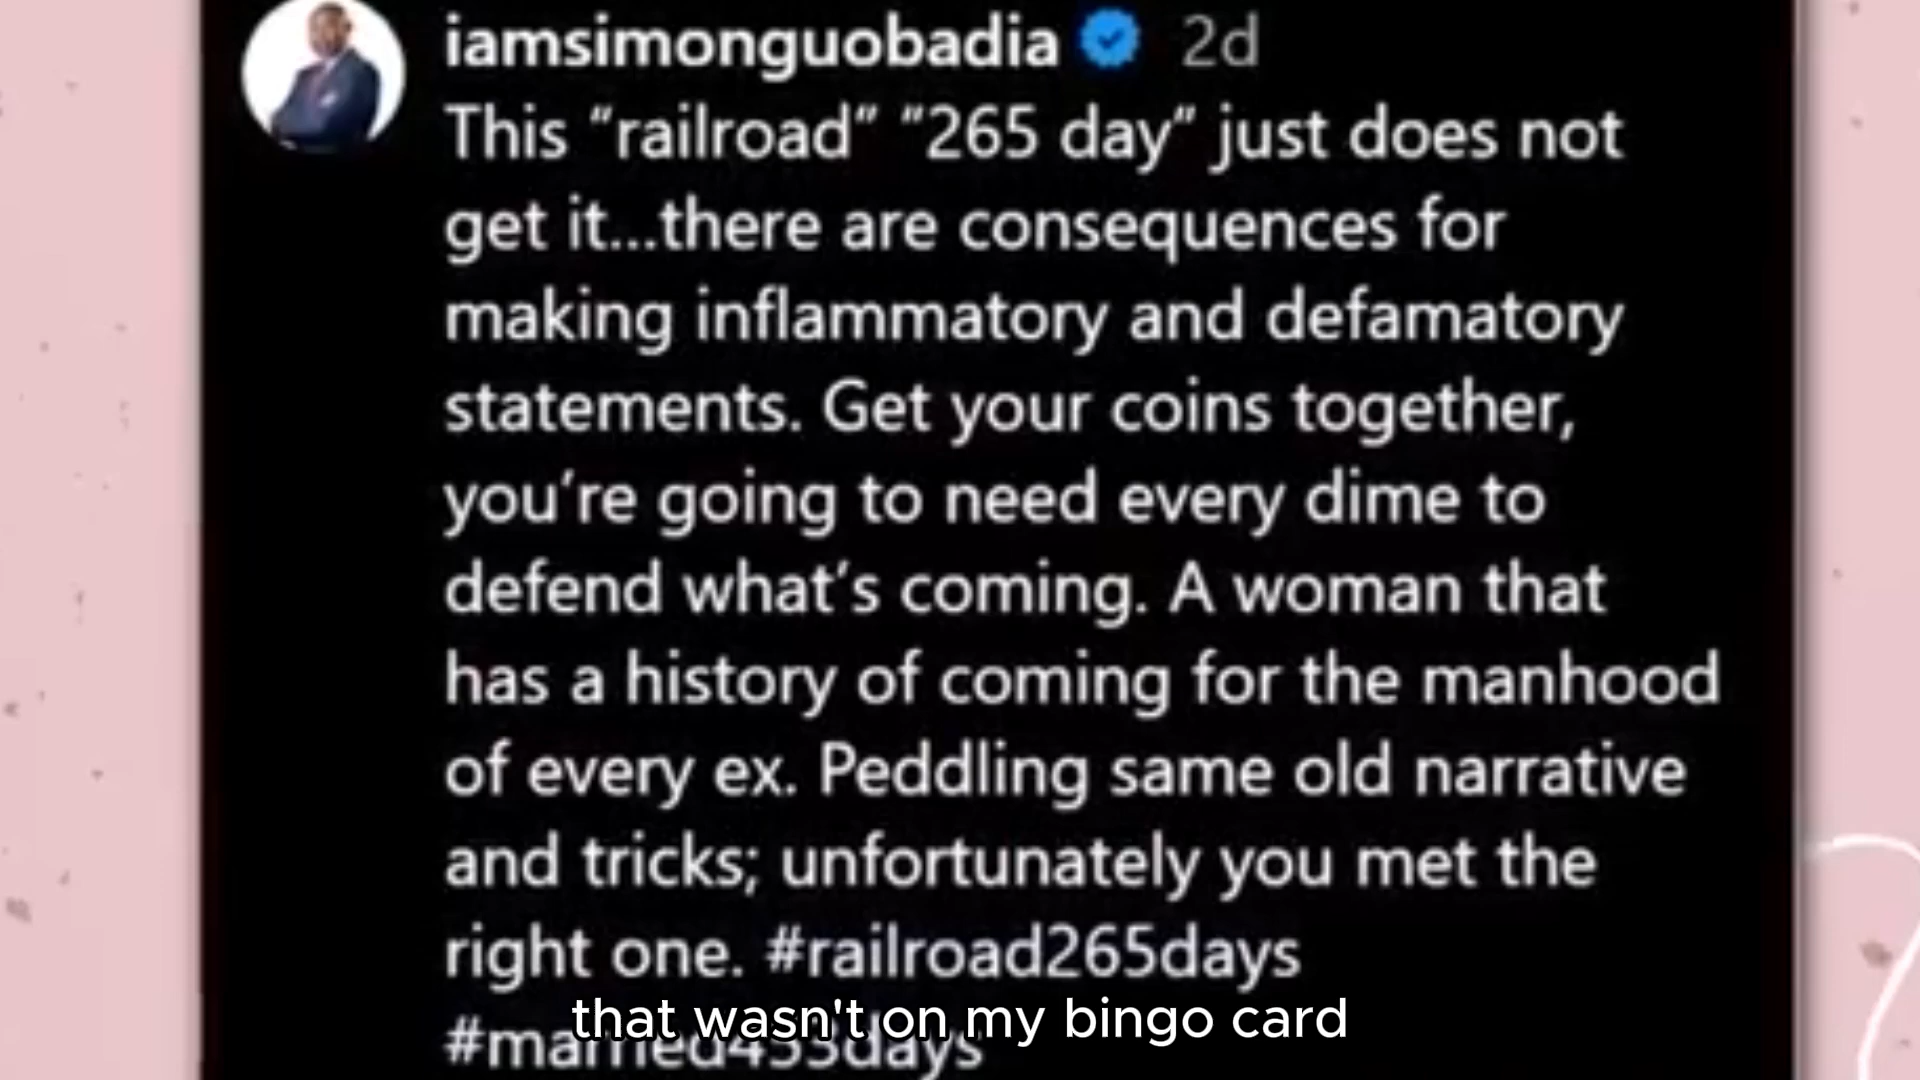 iamsimonguobadia 2d
This “railroad” “265 day” just does not
get it...there are consequences for
making inflammatory and defamatory
statements. Get your coins together,
you’re going to need every dime to
defend what’s coming. A woman that
has a history of coming for the manhood
of every ex. Peddling same old narrative
and tricks; unfortunately you met the
right one. #railroad265days
that wasn't on my bingo card